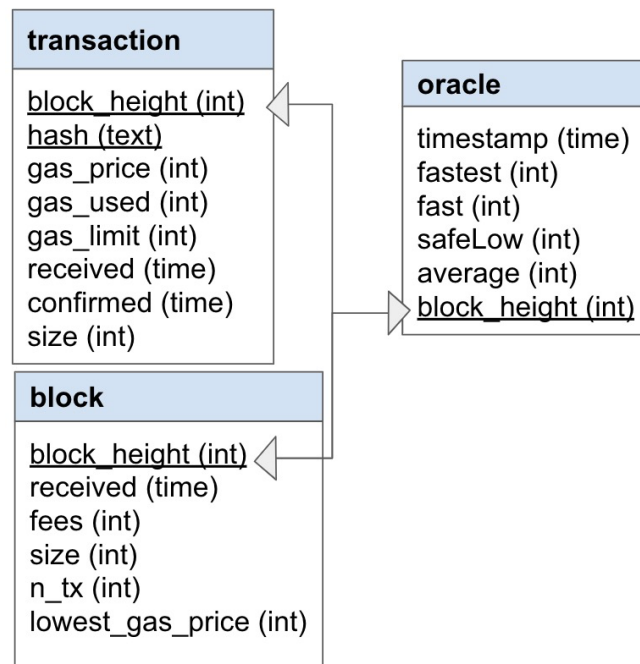 transaction
block_height (int)
hash (text)
gas_price (int)
gas_used (int)
gas_limit (int)
received (time)
confirmed (time)
size (int)
oracle
timestamp (time)
fastest (int)
fast (int)
safeLow (int)
average (int)
block_height (int)
block
block_height (int)
received (time)
fees (int)
size (int)
n_tx (int)
lowest_gas_price (int)